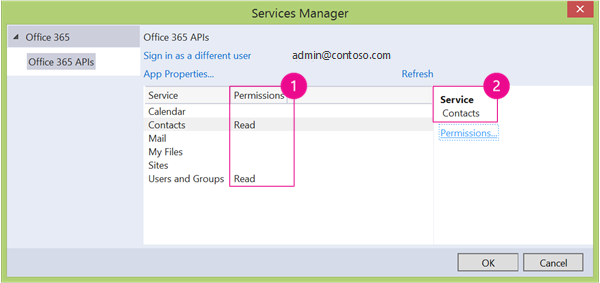 Services Manager
Office 365
Office 365 APIs
Office 365 APIs
Sign in as a different user admin@contoso.com
App Properties... Refresh
1
2
Service Permissions
Calendar
Contacts Read
Mail
My Files
Sites
Users and Groups Read
Service
Contacts
Permissions...
OK Cancel